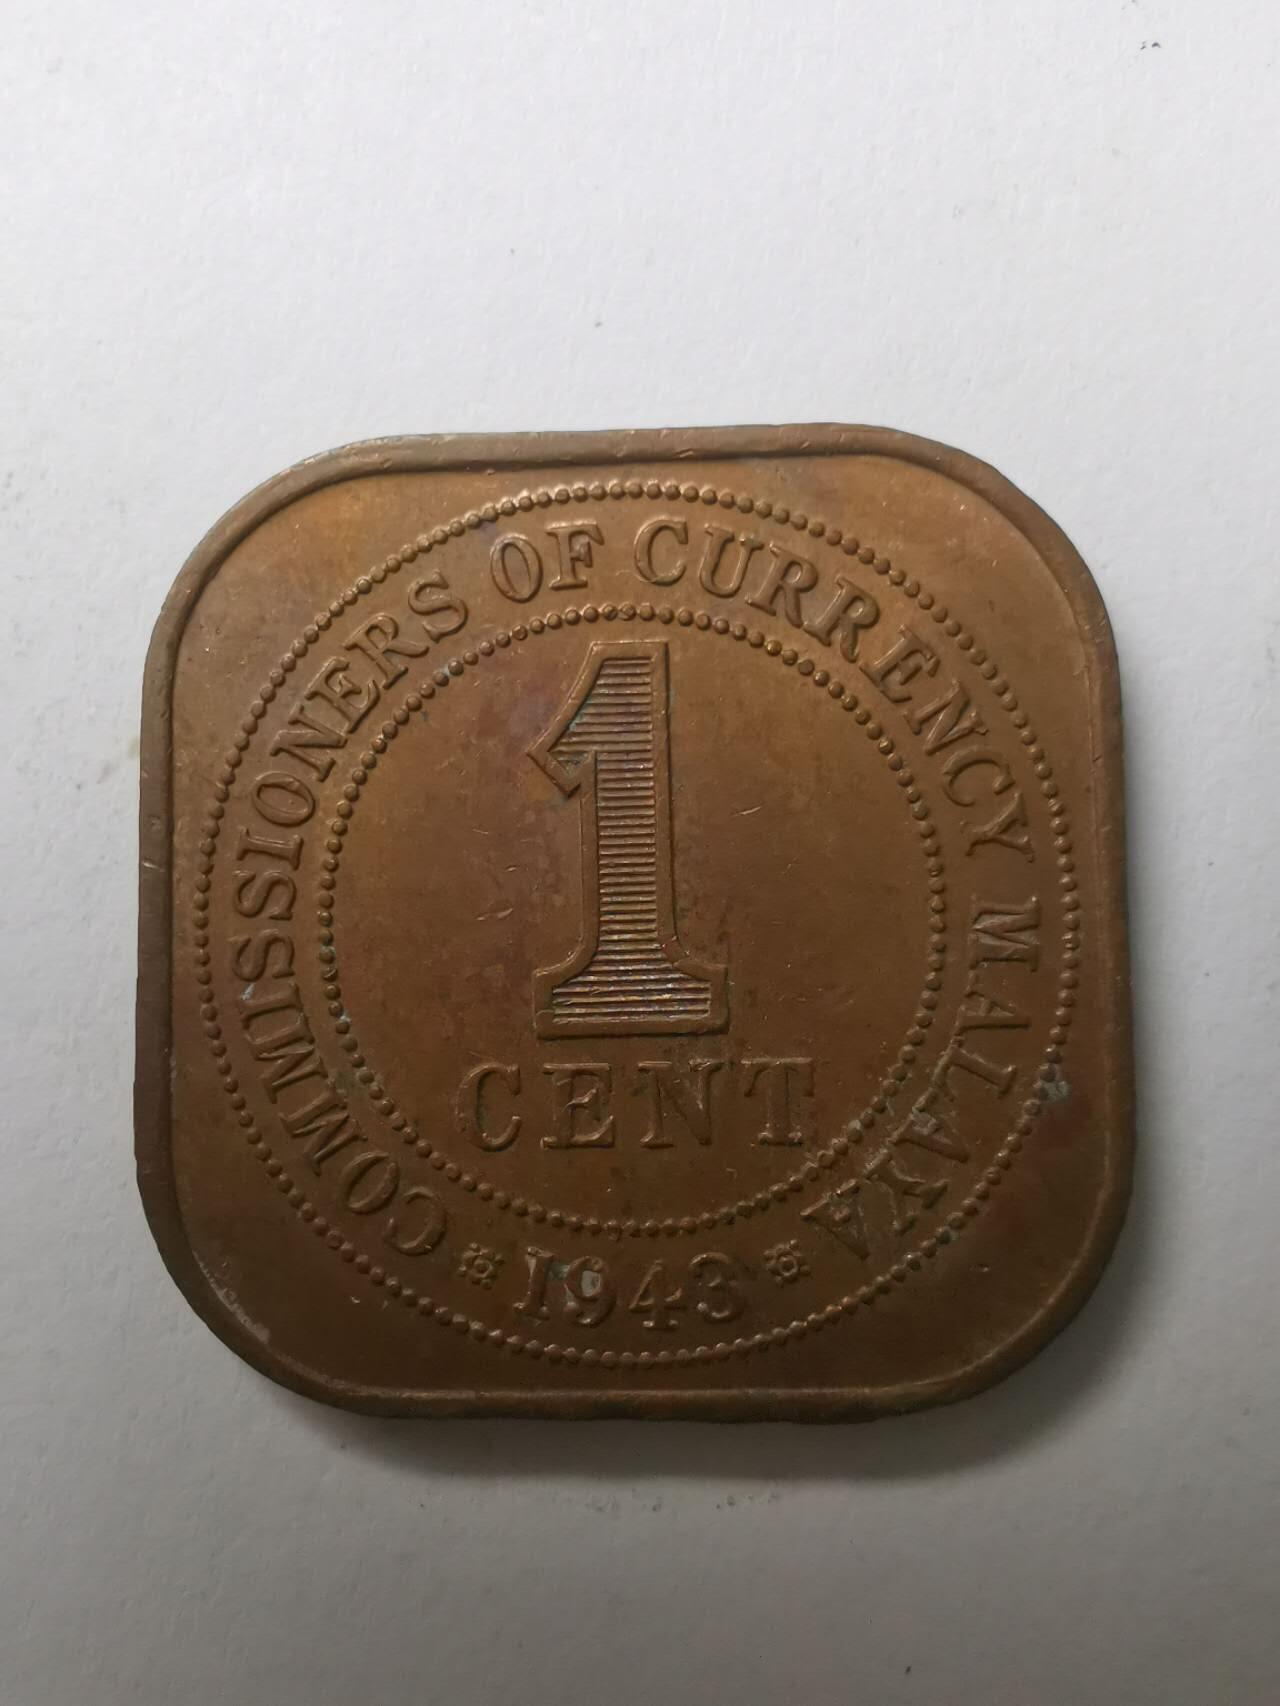 COMMISSIONERS OF CURRENCY MALAYA
1
CENT
1943